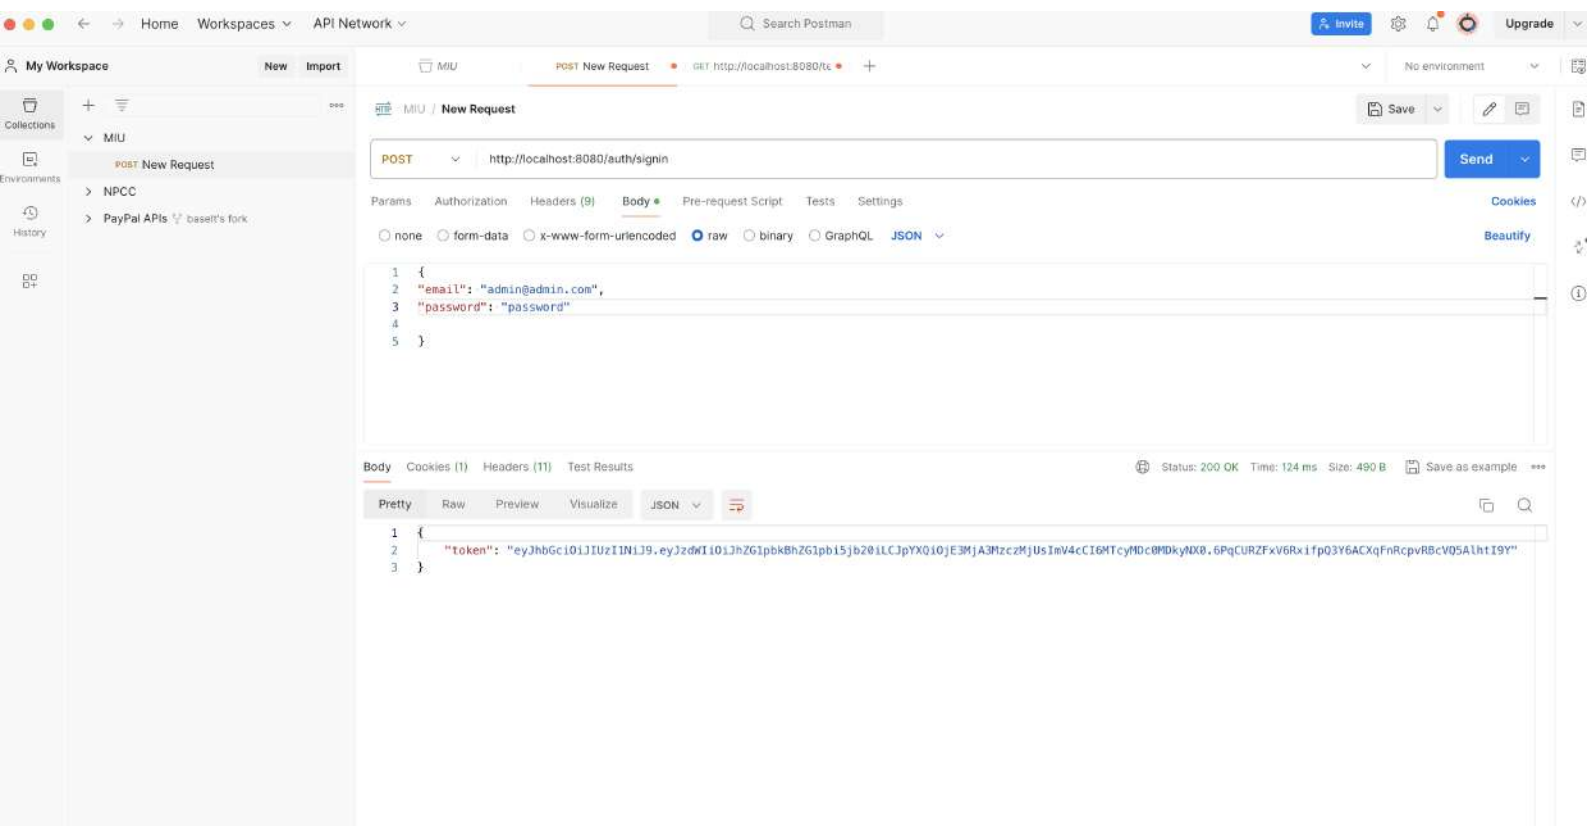 Home Workspaces API Network Search Postman Invite Upgrade
My Workspace New Import MIU POST New Request GET http://localhost:8080/te No environment
Collections
MIU / New Request Save
MIU
POST New Request
POST http://localhost:8080/auth/signin Send
Environments
NPCC
Params Authorization Headers (9) Body Pre-request Script Tests Settings Cookies
PayPal APIs baselt's fork
History
none form-data x-www-form-urlencoded raw binary GraphQL JSON Beautify
1 {
2 "email": "admin@admin.com",
3 "password": "password"
4
5 }
Body Cookies (1) Headers (11) Test Results Status: 200 OK Time: 124 ms Size: 490 B Save as example
Pretty Raw Preview Visualize JSON
1 {
2 "token": "eyJhbGciOiJIUzI1NiJ9.eyJzdWIiOiJhZG1pbkBhZG1pbi5jb20iLCJpYXQiOjE3MjA3MzczMjUsImV4cCI6MTcyMDc0MDkyNX0.6PqCURZFxV6RxifpQ3Y6ACXqFnRcpvRBcVQ5AlhtI9Y"
3 }